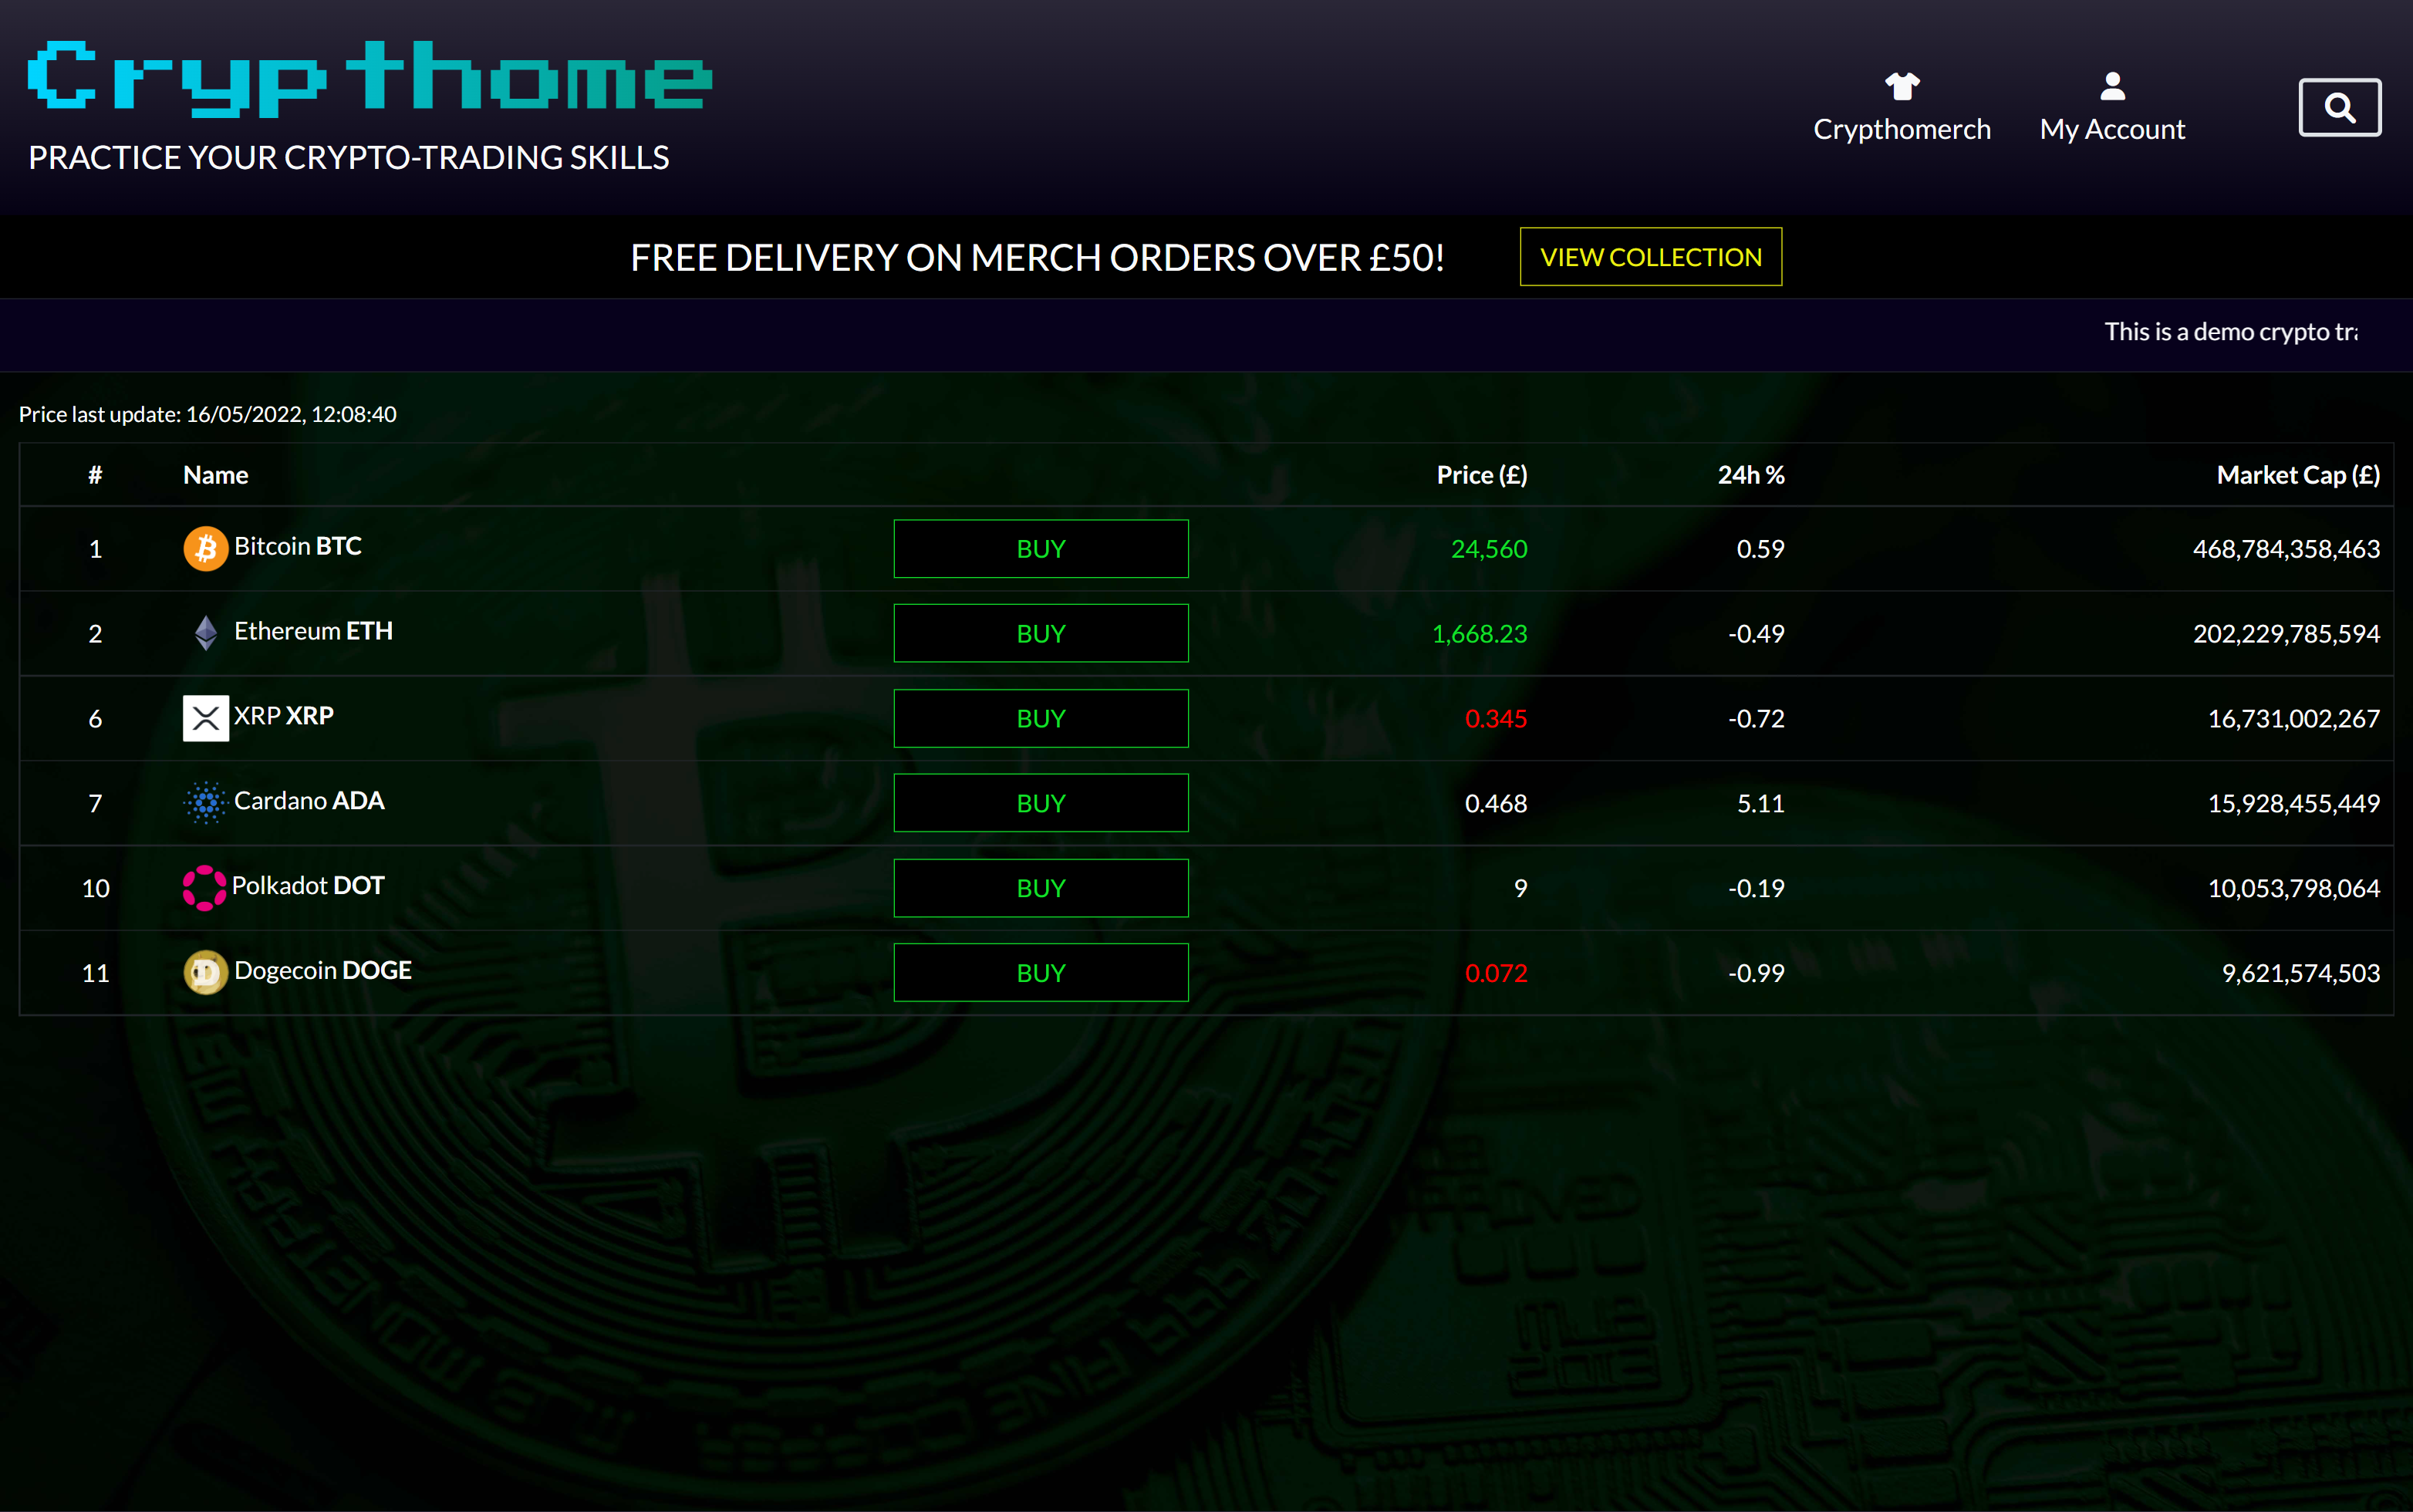 Crypthome
PRACTICE YOUR CRYPTO-TRADING SKILLS
Crypthomerch
My Account
FREE DELIVERY ON MERCH ORDERS OVER £50!
VIEW COLLECTION
This is a demo crypto
Price last update: 16/05/2022, 12:08:40
# Name Price (£) 24h % Market Cap (£)
1 Bitcoin BTC BUY 24,560 0.59 468,784,358,463
2 Ethereum ETH BUY 1,668.23 -0.49 202,229,785,594
6 XRP XRP BUY 0.345 -0.72 16,731,002,267
7 Cardano ADA BUY 0.468 5.11 15,928,455,449
10 Polkadot DOT BUY 9 -0.19 10,053,798,064
11 Dogecoin DOGE BUY 0.072 -0.99 9,621,574,503